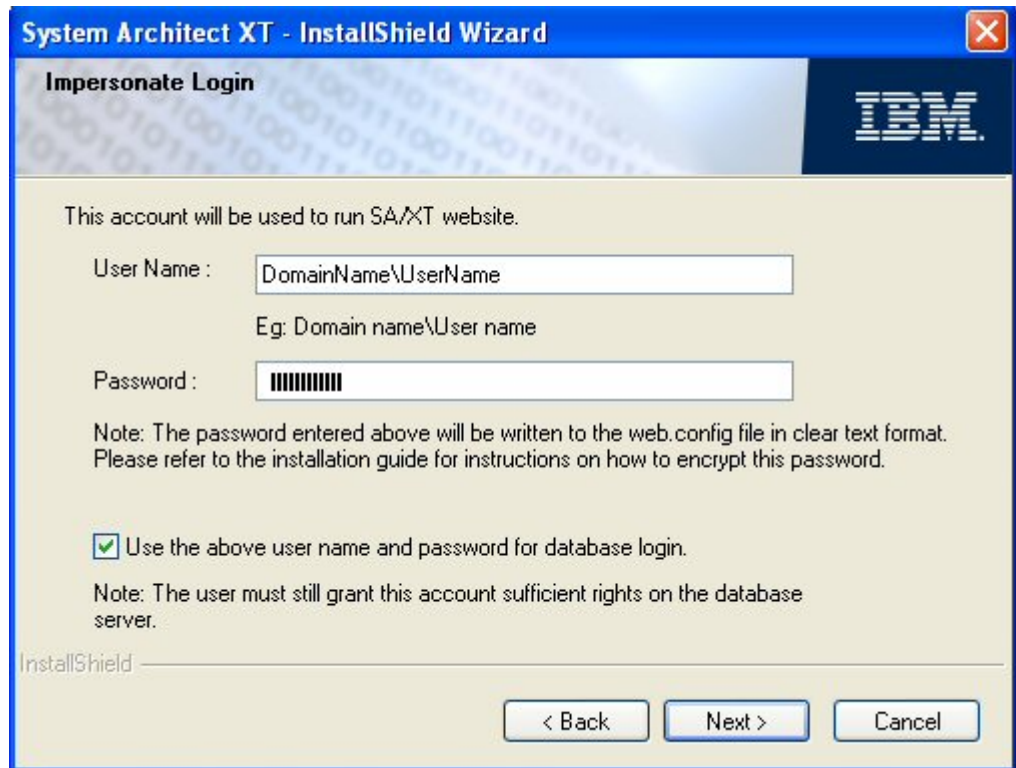 System Architect XT - InstallShield Wizard
Impersonate Login
IBM.
This account will be used to run SA/XT website.
User Name :
DomainName\UserName
Eg: Domain name\User name
Password :
Note: The password entered above will be written to the web.config file in clear text format.
Please refer to the installation guide for instructions on how to encrypt this password.
Use the above user name and password for database login.
Note: The user must still grant this account sufficient rights on the database
server.
InstallShield
< Back
Next >
Cancel